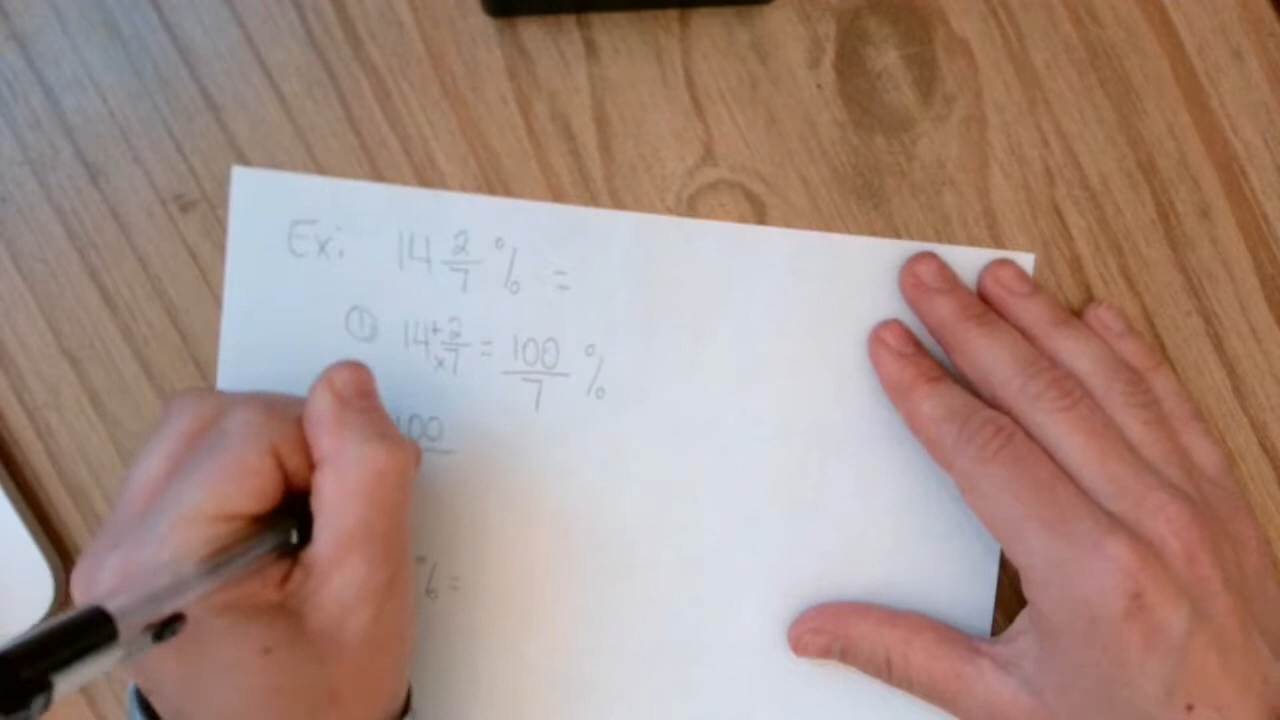 Ex: 14 2/7 % =
① 14 + 2/7 × = 100/7 %
100
% =